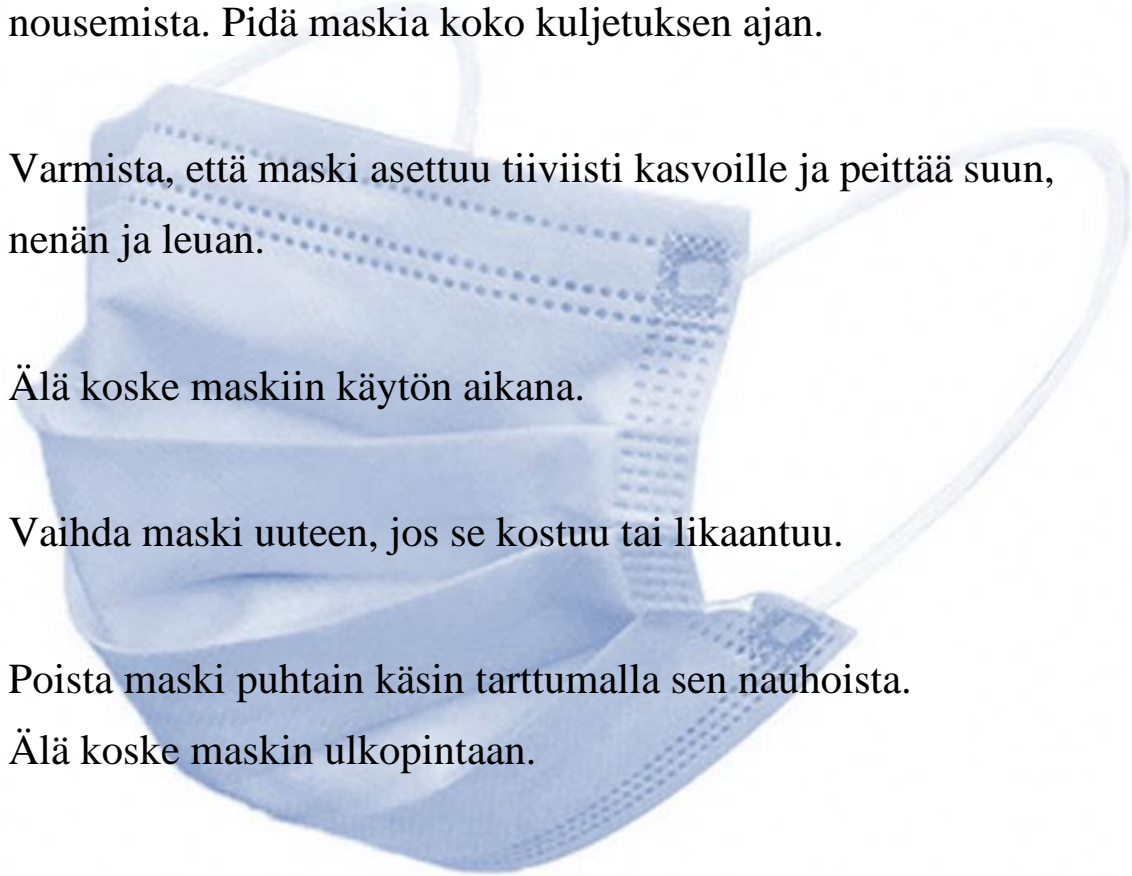 nousemista. Pidä maskia koko kuljetuksen ajan.
Varmista, että maski asettuu tiiviisti kasvoille ja peittää suun,
nenän ja leuan.
Älä koske maskiin käytön aikana.
Vaihda maski uuteen, jos se kostuu tai likaantuu.
Poista maski puhtain käsin tarttumalla sen nauhoista.
Älä koske maskin ulkopintaan.